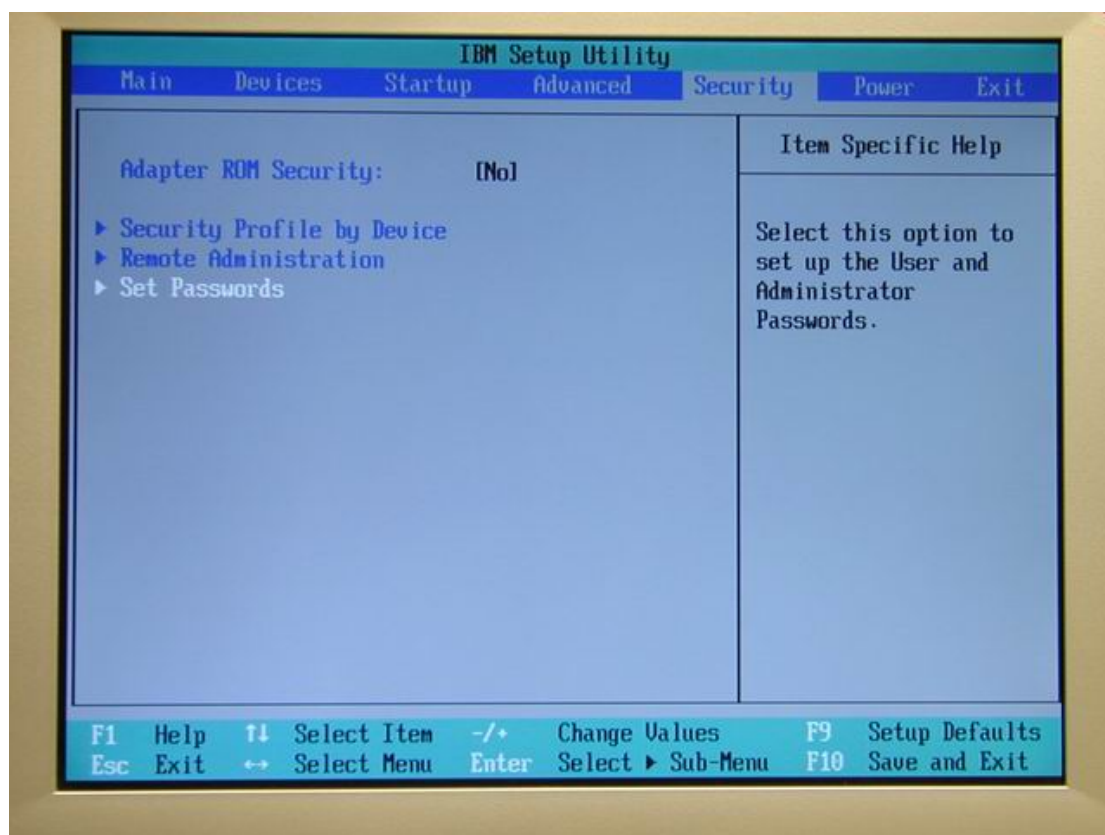 IBM Setup Utility
Main Devices Startup Advanced Security Power Exit
Item Specific Help
Adapter ROM Security: [No]
▶ Security Profile by Device
▶ Remote Administration
▶ Set Passwords
Select this option to
set up the User and
Administrator
Passwords.
F1 Help ↑↓ Select Item -/+ Change Values F9 Setup Defaults
Esc Exit ↔ Select Menu Enter Select ▶ Sub-Menu F10 Save and Exit